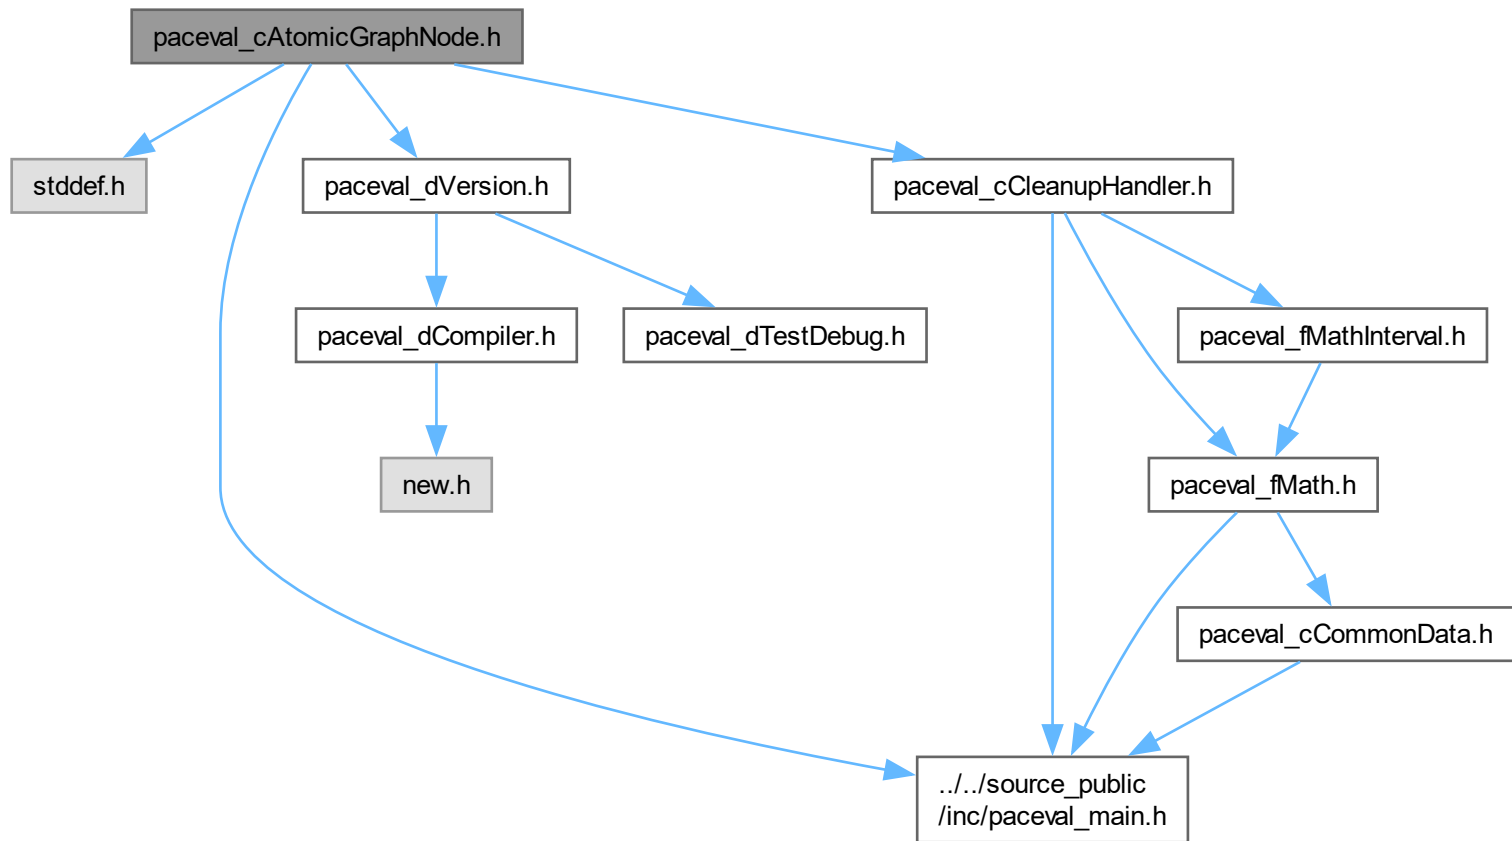 paceval_cAtomicGraphNode.h
stddef.h
paceval_dVersion.h
paceval_cCleanupHandler.h
paceval_dCompiler.h
paceval_dTestDebug.h
paceval_fMathInterval.h
new.h
paceval_fMath.h
paceval_cCommonData.h
../../source_public
/inc/paceval_main.h